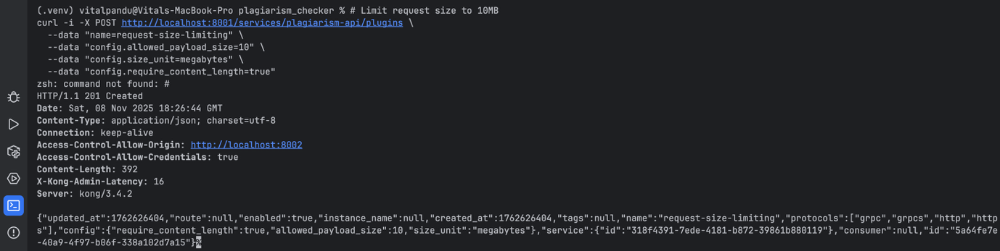 (.venv) vitalpandu@Vitals-MacBook-Pro plagiarism_checker % # Limit request size to 10MB
curl -i -X POST http://localhost:8001/services/plagiarism-api/plugins \
  --data "name=request-size-limiting" \
  --data "config.allowed_payload_size=10" \
  --data "config.size_unit=megabytes" \
  --data "config.require_content_length=true"
zsh: command not found: #
HTTP/1.1 201 Created
Date: Sat, 08 Nov 2025 18:26:44 GMT
Content-Type: application/json; charset=utf-8
Connection: keep-alive
Access-Control-Allow-Origin: http://localhost:8002
Access-Control-Allow-Credentials: true
Content-Length: 392
X-Kong-Admin-Latency: 16
Server: kong/3.4.2

{"updated_at":1762626404,"route":null,"enabled":true,"instance_name":null,"created_at":1762626404,"tags":null,"name":"request-size-limiting","protocols":["grpc","grpcs","http","http
s"],"config":{"require_content_length":true,"allowed_payload_size":10,"size_unit":"megabytes"},"service":{"id":"318f4391-7ede-4181-b872-39861b880119"},"consumer":null,"id":"5a64fe7e
-40a9-4f97-b06f-338a102d7a15"}%